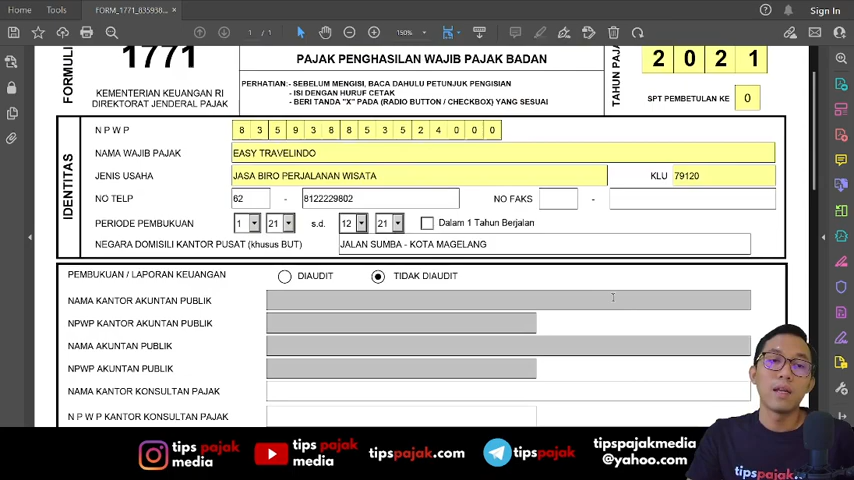 Home Tools FORM_1771_835938... × Sign In
1 / 1 150%
FORMULIR 1771 PAJAK PENGHASILAN WAJIB PAJAK BADAN TAHUN PAJAK 2 0 2 1
KEMENTERIAN KEUANGAN RI
DIREKTORAT JENDERAL PAJAK
PERHATIAN:- SEBELUM MENGISI, BACA DAHULU PETUNJUK PENGISIAN
- ISI DENGAN HURUF CETAK
- BERI TANDA "X" PADA (RADIO BUTTON / CHECKBOX) YANG SESUAI
SPT PEMBETULAN KE 0
IDENTITAS
N P W P 8 3 5 9 3 8 8 5 3 5 2 4 0 0 0
NAMA WAJIB PAJAK EASY TRAVELINDO
JENIS USAHA JASA BIRO PERJALANAN WISATA KLU 79120
NO TELP 62 - 8122229802 NO FAKS -
PERIODE PEMBUKUAN 1 21 s.d. 12 21 Dalam 1 Tahun Berjalan
NEGARA DOMISILI KANTOR PUSAT (khusus BUT) JALAN SUMBA - KOTA MAGELANG
PEMBUKUAN / LAPORAN KEUANGAN DIAUDIT TIDAK DIAUDIT
NAMA KANTOR AKUNTAN PUBLIK
NPWP KANTOR AKUNTAN PUBLIK
NAMA AKUNTAN PUBLIK
NPWP AKUNTAN PUBLIK
NAMA KANTOR KONSULTAN PAJAK
N P W P KANTOR KONSULTAN PAJAK
tips pajak media
tips pajak media
tipspajak.com
tipspajak
tipspajakmedia
@yahoo.com
tipspajak.com